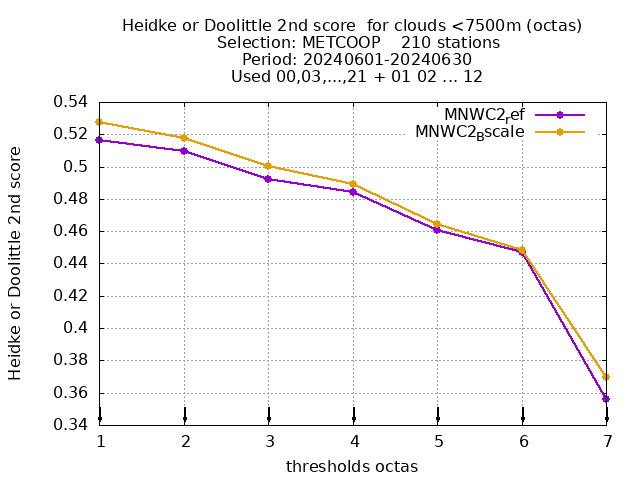 Heidke or Doolittle 2nd score  for clouds <7500m (octas)
Selection: METCOOP    210 stations
Period: 20240601-20240630
Used 00,03,...,21 + 01 02 ... 12
MNWC2ref
MNWC2Bscale
Heidke or Doolittle 2nd score
0.54
0.52
0.5
0.48
0.46
0.44
0.42
0.4
0.38
0.36
0.34
1 2 3 4 5 6 7
thresholds octas